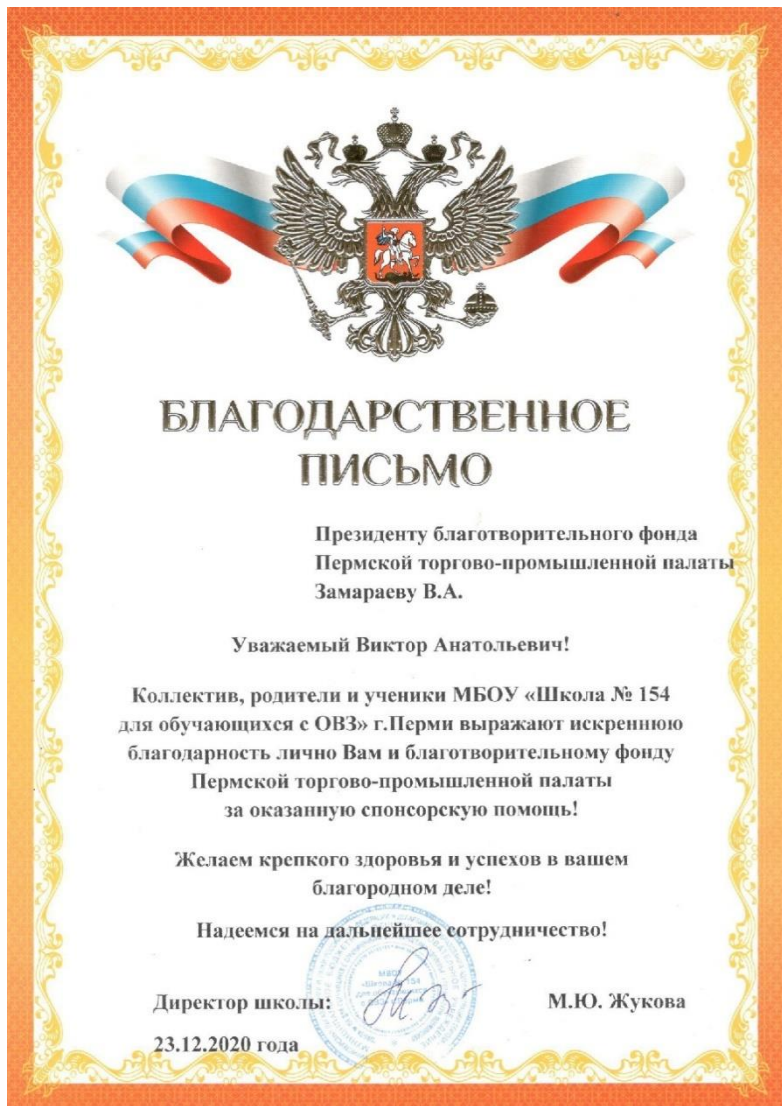 БЛАГОДАРСТВЕННОЕ
ПИСЬМО
Президенту благотворительного фонда
Пермской торгово-промышленной палаты
Замараеву В.А.
Уважаемый Виктор Анатольевич!
Коллектив, родители и ученики МБОУ «Школа № 154
для обучающихся с ОВЗ» г.Перми выражают искреннюю
благодарность лично Вам и благотворительному фонду
Пермской торгово-промышленной палаты
за оказанную спонсорскую помощь!
Желаем крепкого здоровья и успехов в вашем
благородном деле!
Надеемся на дальнейшее сотрудничество!
Директор школы: М.Ю. Жукова
23.12.2020 года